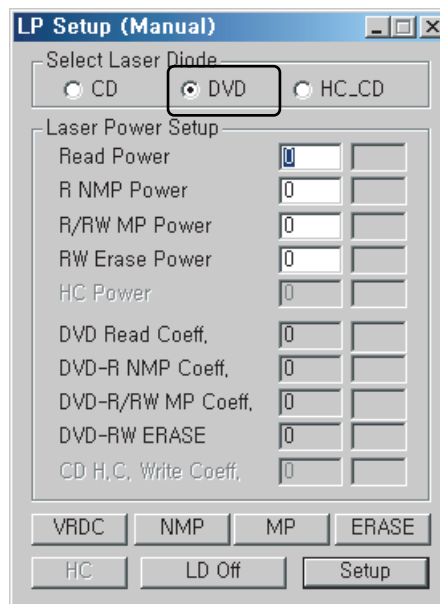 LP Setup (Manual)
Select Laser Diode
CD DVD HC_CD
Laser Power Setup
Read Power 0
R NMP Power 0
R/RW MP Power 0
RW Erase Power 0
HC Power 0
DVD Read Coeff, 0
DVD-R NMP Coeff, 0
DVD-R/RW MP Coeff, 0
DVD-RW ERASE 0
CD H,C, Write Coeff, 0
VRDC NMP MP ERASE
HC LD Off Setup